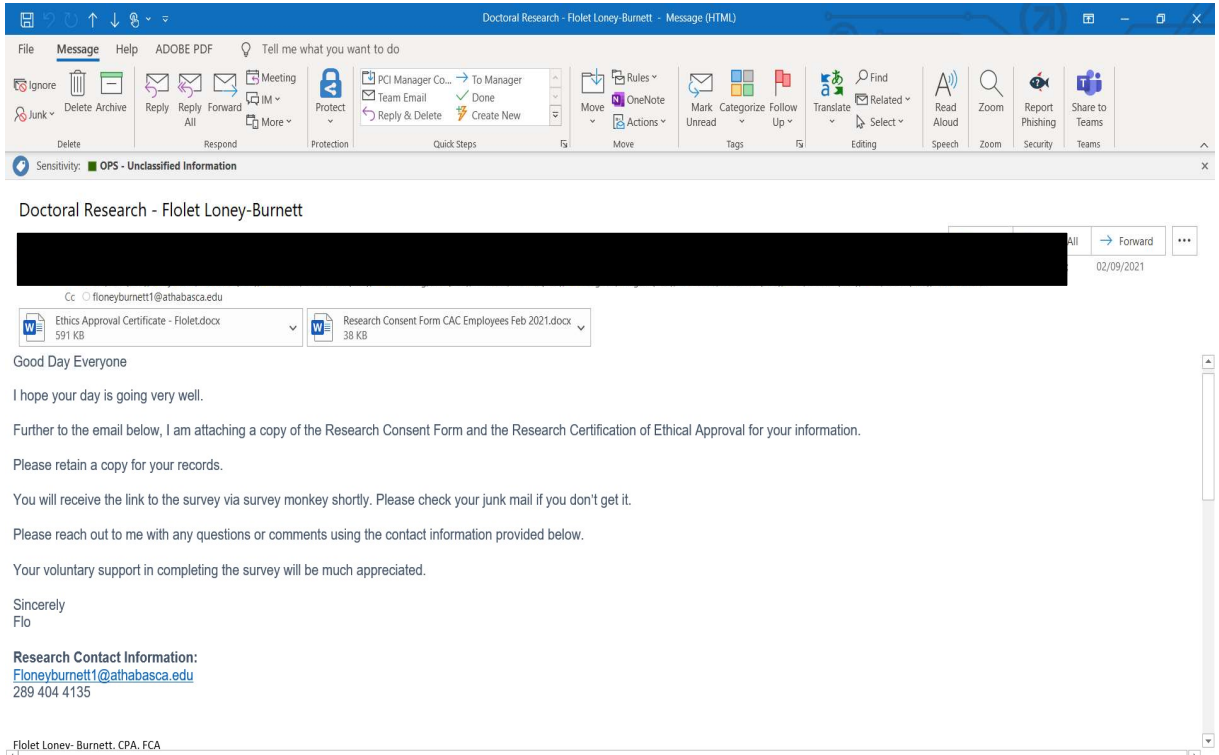 Doctoral Research - Flolet Loney-Burnett - Message (HTML)
File Message Help ADOBE PDF Tell me what you want to do
Ignore
Junk
Delete Archive
Reply Reply All Forward
Meeting
IM
More
Protect
PCI Manager Co... To Manager
Team Email Done
Reply & Delete Create New
Move
Rules
OneNote
Actions
Mark Unread Categorize Follow Up
Translate
Find
Related
Select
Read Aloud
Zoom
Report Phishing
Share to Teams
Delete Respond Protection Quick Steps Move Tags Editing Speech Zoom Security Teams
Sensitivity: OPS - Unclassified Information
Doctoral Research - Flolet Loney-Burnett
All Forward
02/09/2021
Cc floneyburnett1@athabasca.edu
Ethics Approval Certificate - Flolet.docx
591 KB
Research Consent Form CAC Employees Feb 2021.docx
38 KB
Good Day Everyone
I hope your day is going very well.
Further to the email below, I am attaching a copy of the Research Consent Form and the Research Certification of Ethical Approval for your information.
Please retain a copy for your records.
You will receive the link to the survey via survey monkey shortly. Please check your junk mail if you don't get it.
Please reach out to me with any questions or comments using the contact information provided below.
Your voluntary support in completing the survey will be much appreciated.
Sincerely
Flo
Research Contact Information:
Floneyburnett1@athabasca.edu
289 404 4135
Flolet Loney- Burnett, CPA, FCA